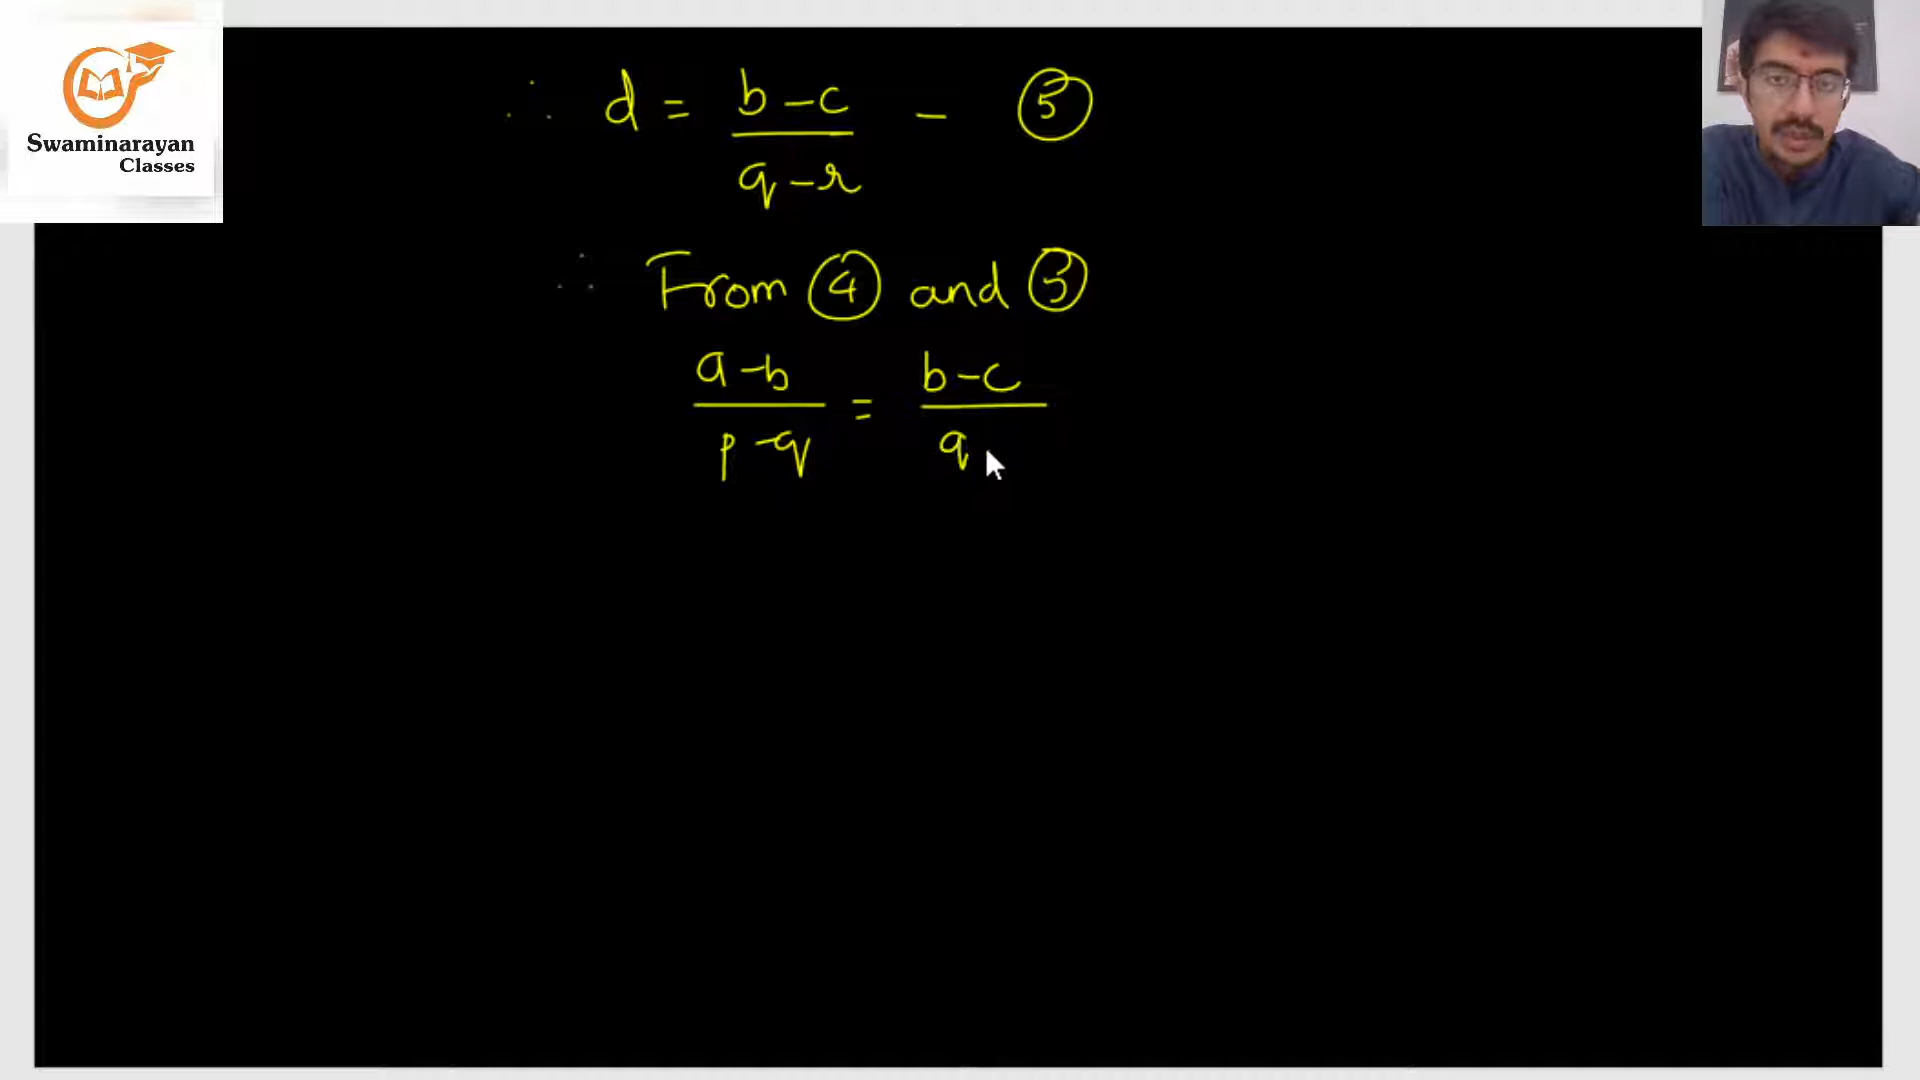 Swaminarayan
Classes
∴ d = b - c / q - r - ⑤
∴ From ④ and ⑤
a - b / p - q = b - c / q